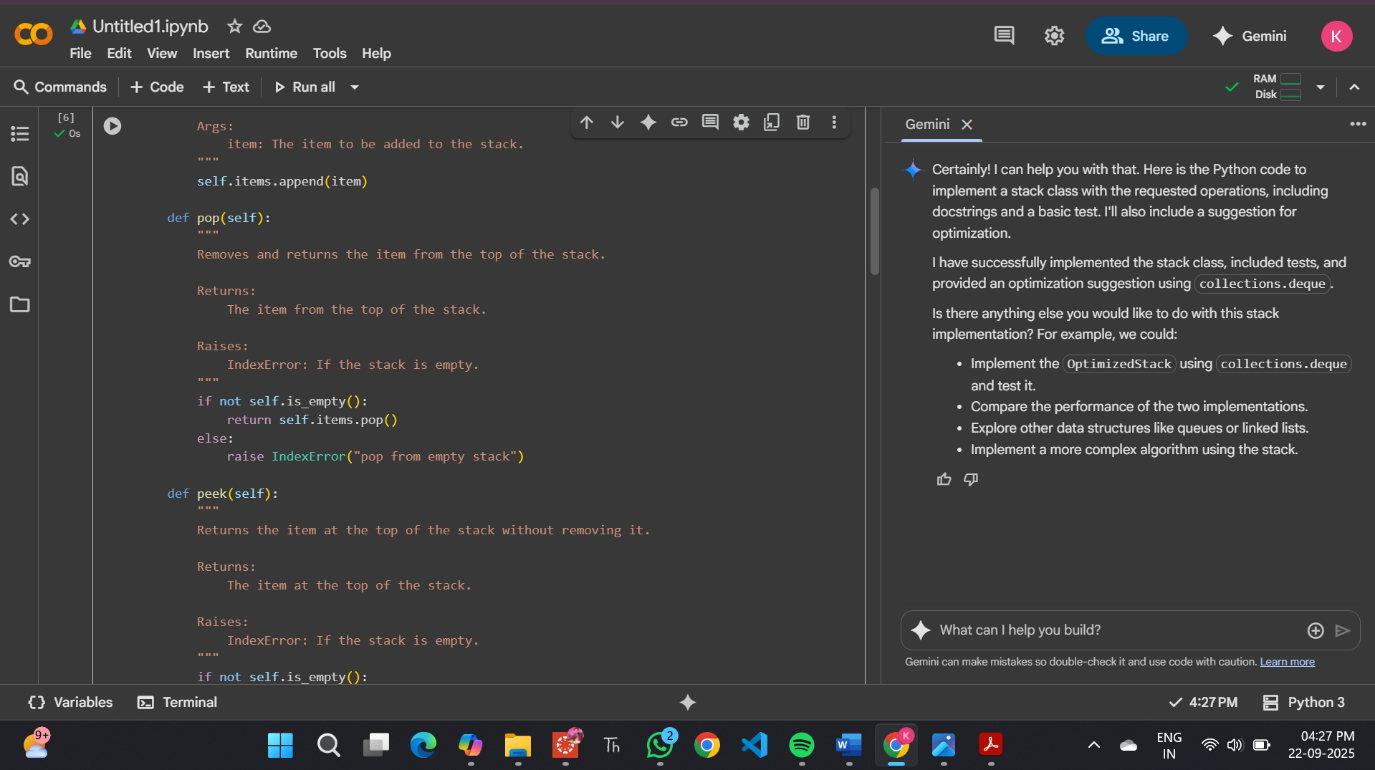 Untitled1.ipynb
File Edit View Insert Runtime Tools Help
Share
Gemini
K
Commands + Code + Text Run all
RAM
Disk
[6]
0s
Args:
item: The item to be added to the stack.
"""
self.items.append(item)
def pop(self):
"""
Removes and returns the item from the top of the stack.
Returns:
The item from the top of the stack.
Raises:
IndexError: If the stack is empty.
"""
if not self.is_empty():
return self.items.pop()
else:
raise IndexError("pop from empty stack")
def peek(self):
"""
Returns the item at the top of the stack without removing it.
Returns:
The item at the top of the stack.
Raises:
IndexError: If the stack is empty.
"""
if not self.is_empty():
Gemini
Certainly! I can help you with that. Here is the Python code to
implement a stack class with the requested operations, including
docstrings and a basic test. I'll also include a suggestion for
optimization.
I have successfully implemented the stack class, included tests, and
provided an optimization suggestion using collections.deque.
Is there anything else you would like to do with this stack
implementation? For example, we could:
• Implement the OptimizedStack using collections.deque
and test it.
• Compare the performance of the two implementations.
• Explore other data structures like queues or linked lists.
• Implement a more complex algorithm using the stack.
What can I help you build?
Gemini can make mistakes so double-check it and use code with caution. Learn more
Variables
Terminal
4:27 PM
Python 3
9+
Th
2
K
ENG
IN
04:27 PM
22-09-2025